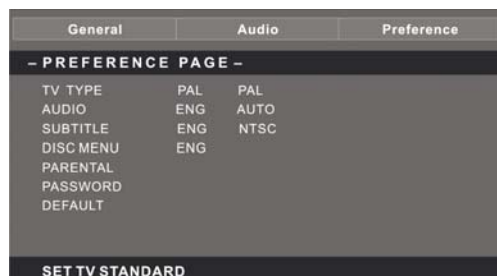 General Audio Preference
– PREFERENCE PAGE –
TV TYPE PAL PAL
AUDIO ENG AUTO
SUBTITLE ENG NTSC
DISC MENU ENG
PARENTAL
PASSWORD
DEFAULT
SET TV STANDARD